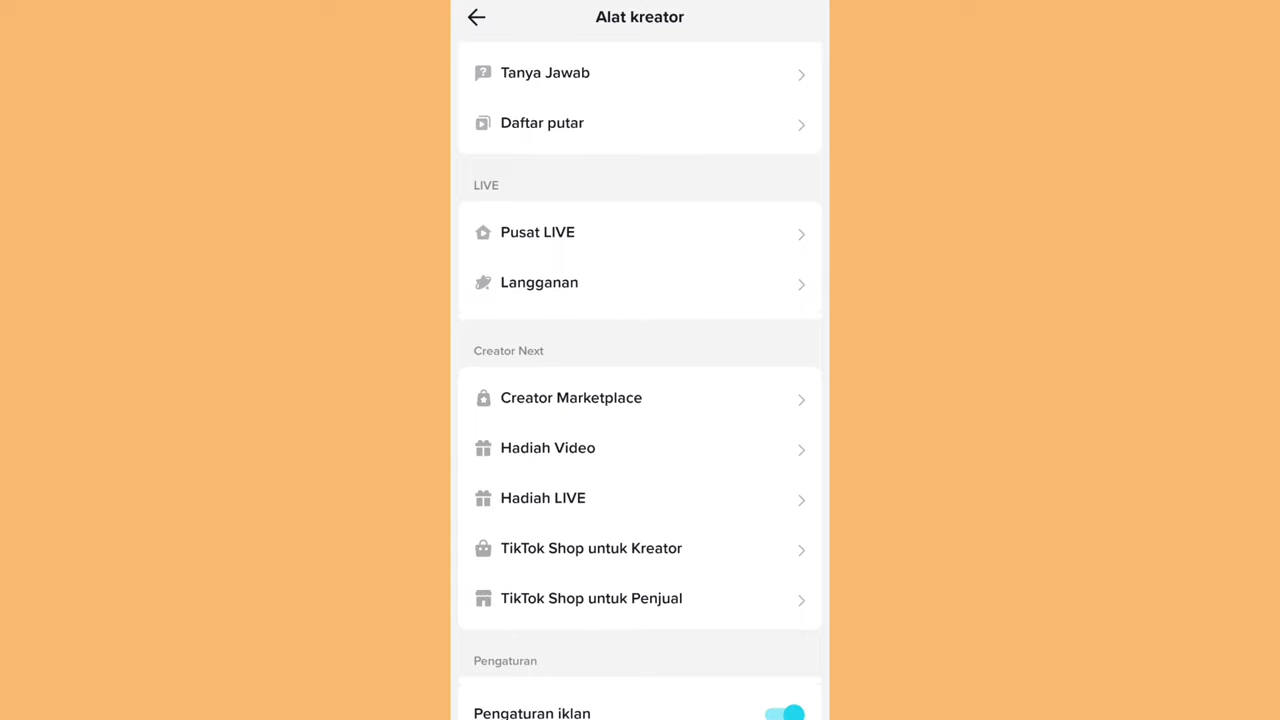 Alat kreator
Tanya Jawab
Daftar putar
LIVE
Pusat LIVE
Langganan
Creator Next
Creator Marketplace
Hadiah Video
Hadiah LIVE
TikTok Shop untuk Kreator
TikTok Shop untuk Penjual
Pengaturan
Pengaturan iklan